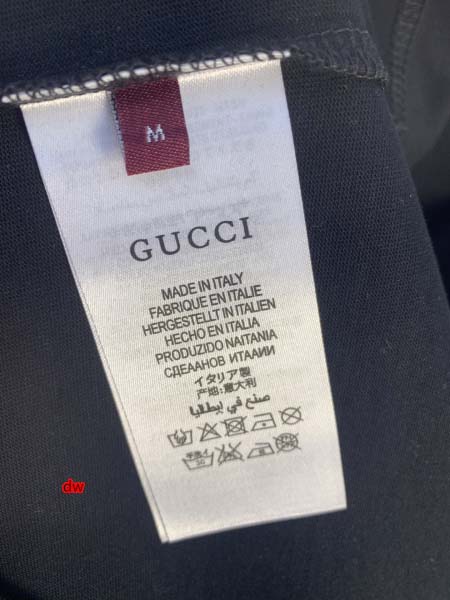 M
GUCCI
MADE IN ITALY
FABRIQUE EN ITALIE
HERGESTELLT IN ITALIEN
HECHO EN ITALIA
PRODUZIDO NAITANIA
СДЕААНОВ ИТААИИ
イタリア製
产地:意大利
صنع في إيطاليا
dw